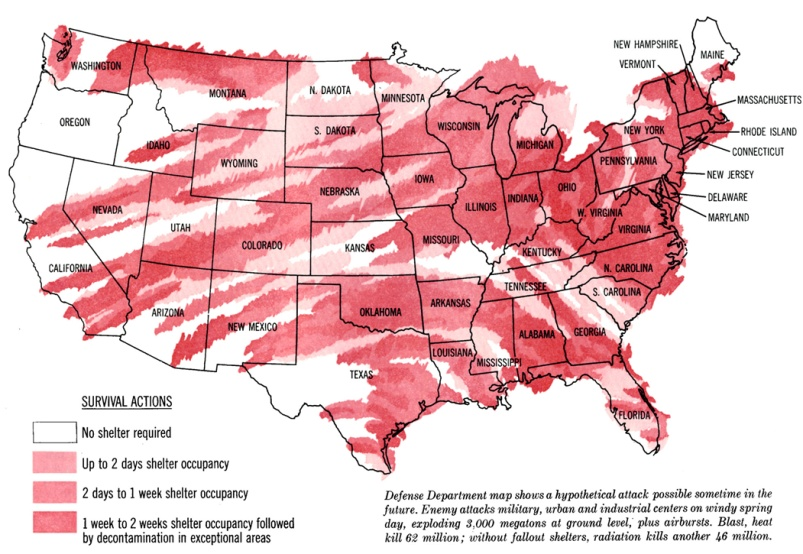 NEW HAMPSHIRE
VERMONT
MAINE
WASHINGTON
MONTANA
N. DAKOTA
MINNESOTA
MASSACHUSETTS
OREGON
IDAHO
S. DAKOTA
WISCONSIN
MICHIGAN
NEW YORK
RHODE ISLAND
CONNECTICUT
WYOMING
PENNSYLVANIA
NEW JERSEY
IOWA
NEBRASKA
ILLINOIS
INDIANA
OHIO
DELAWARE
NEVADA
W. VIRGINIA
MARYLAND
UTAH
COLORADO
KANSAS
MISSOURI
KENTUCKY
VIRGINIA
CALIFORNIA
N. CAROLINA
TENNESSEE
S. CAROLINA
ARIZONA
NEW MEXICO
OKLAHOMA
ARKANSAS
ALABAMA
GEORGIA
LOUISIANA
MISSISSIPPI
TEXAS
FLORIDA
SURVIVAL ACTIONS
No shelter required
Up to 2 days shelter occupancy
2 days to 1 week shelter occupancy
1 week to 2 weeks shelter occupancy followed
by decontamination in exceptional areas
Defense Department map shows a hypothetical attack possible sometime in the
future. Enemy attacks military, urban and industrial centers on windy spring
day, exploding 3,000 megatons at ground level, plus airbursts. Blast, heat
kill 62 million; without fallout shelters, radiation kills another 46 million.